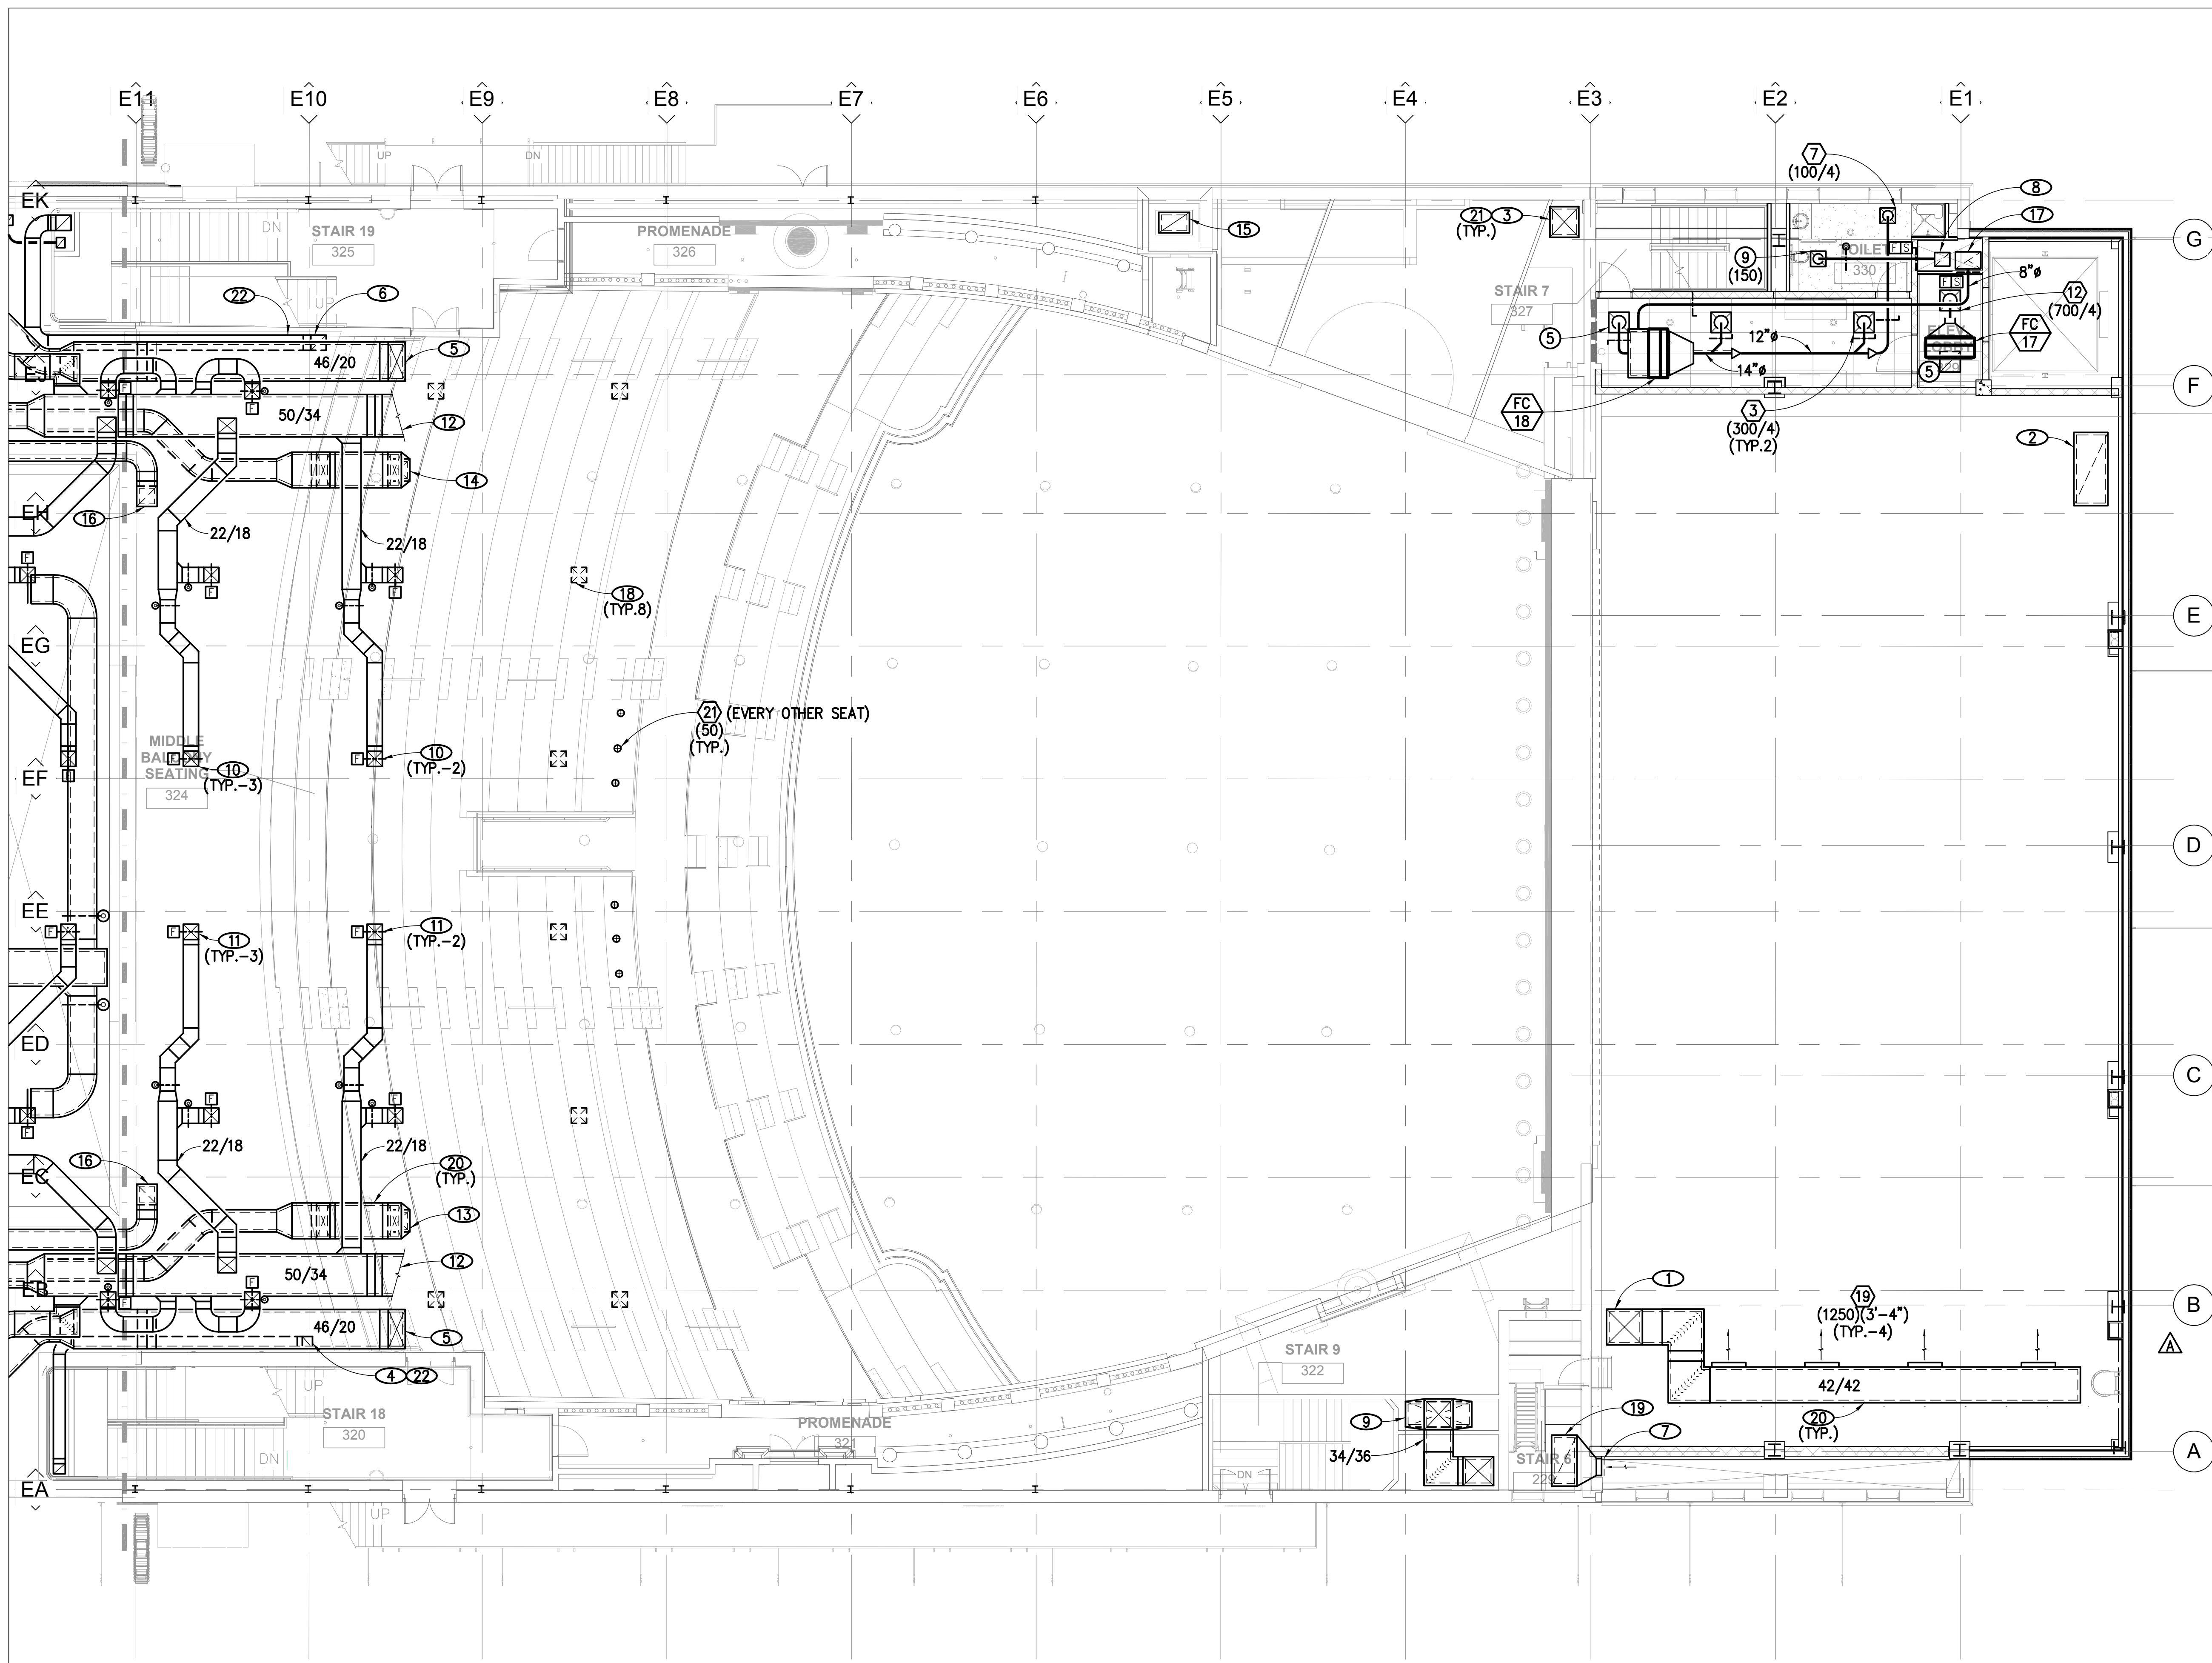 E11 E10 E9 E8 E7 E6 E5 E4 E3 E2 E1
UP
DN
EK
DN
STAIR 19
325
UP
PROMENADE
326
15
21 3
(TYP.)
STAIR 7
327
7
(100/4)
8
17
9
(150)
TOILET
330
F S
8"ø
F S
12
(700/4)
FC
17
ELEV
5
5
12"ø
14"ø
FC
18
3
(300/4)
(TYP.2)
2
G
F
E
D
C
B
A
22
6
46/20
5
EJ
F
F
F
50/34
12
14
EH
16
22/18
22/18
F
F
F
18
(TYP.8)
EG
21 (EVERY OTHER SEAT)
(50)
(TYP.)
MIDDLE
BALCONY
SEATING
324
F
10
(TYP.-3)
F
10
(TYP.-2)
F
EF
EE
F
F
11
(TYP.-3)
F
11
(TYP.-2)
ED
F
F
F
22/18
22/18
16
EC
20
(TYP.)
13
12
50/34
F
F
EB
46/20
5
4 22
UP
STAIR 18
320
DN
PROMENADE
321
STAIR 9
322
9
34/36
DN
19
7
STAIR 6
229
1
19
(1250)(3'-4")
(TYP.-4)
42/42
20
(TYP.)
A
EA
UP